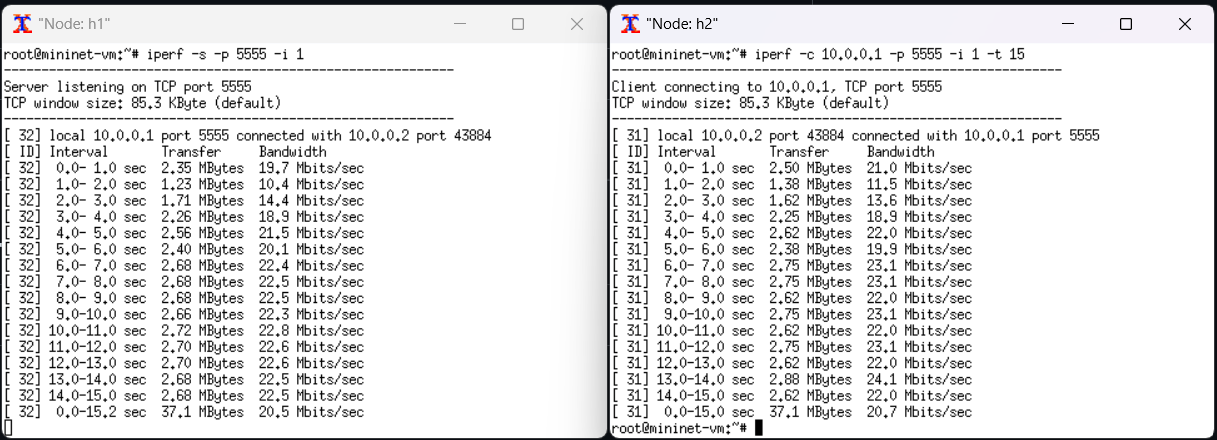 "Node: h1"
root@mininet-vm:~# iperf -s -p 5555 -i 1
------------------------------------------------------------
Server listening on TCP port 5555
TCP window size: 85.3 KByte (default)
------------------------------------------------------------
[ 32] local 10.0.0.1 port 5555 connected with 10.0.0.2 port 43884
[ ID] Interval       Transfer     Bandwidth
[ 32]  0.0- 1.0 sec  2.35 MBytes  19.7 Mbits/sec
[ 32]  1.0- 2.0 sec  1.23 MBytes  10.4 Mbits/sec
[ 32]  2.0- 3.0 sec  1.71 MBytes  14.4 Mbits/sec
[ 32]  3.0- 4.0 sec  2.26 MBytes  18.9 Mbits/sec
[ 32]  4.0- 5.0 sec  2.56 MBytes  21.5 Mbits/sec
[ 32]  5.0- 6.0 sec  2.40 MBytes  20.1 Mbits/sec
[ 32]  6.0- 7.0 sec  2.68 MBytes  22.4 Mbits/sec
[ 32]  7.0- 8.0 sec  2.68 MBytes  22.5 Mbits/sec
[ 32]  8.0- 9.0 sec  2.68 MBytes  22.5 Mbits/sec
[ 32]  9.0-10.0 sec  2.66 MBytes  22.3 Mbits/sec
[ 32] 10.0-11.0 sec  2.72 MBytes  22.8 Mbits/sec
[ 32] 11.0-12.0 sec  2.70 MBytes  22.6 Mbits/sec
[ 32] 12.0-13.0 sec  2.70 MBytes  22.6 Mbits/sec
[ 32] 13.0-14.0 sec  2.68 MBytes  22.5 Mbits/sec
[ 32] 14.0-15.0 sec  2.68 MBytes  22.5 Mbits/sec
[ 32]  0.0-15.2 sec  37.1 MBytes  20.5 Mbits/sec
"Node: h2"
root@mininet-vm:~# iperf -c 10.0.0.1 -p 5555 -i 1 -t 15
------------------------------------------------------------
Client connecting to 10.0.0.1, TCP port 5555
TCP window size: 85.3 KByte (default)
------------------------------------------------------------
[ 31] local 10.0.0.2 port 43884 connected with 10.0.0.1 port 5555
[ ID] Interval       Transfer     Bandwidth
[ 31]  0.0- 1.0 sec  2.50 MBytes  21.0 Mbits/sec
[ 31]  1.0- 2.0 sec  1.38 MBytes  11.5 Mbits/sec
[ 31]  2.0- 3.0 sec  1.62 MBytes  13.6 Mbits/sec
[ 31]  3.0- 4.0 sec  2.25 MBytes  18.9 Mbits/sec
[ 31]  4.0- 5.0 sec  2.62 MBytes  22.0 Mbits/sec
[ 31]  5.0- 6.0 sec  2.38 MBytes  19.9 Mbits/sec
[ 31]  6.0- 7.0 sec  2.75 MBytes  23.1 Mbits/sec
[ 31]  7.0- 8.0 sec  2.75 MBytes  23.1 Mbits/sec
[ 31]  8.0- 9.0 sec  2.62 MBytes  22.0 Mbits/sec
[ 31]  9.0-10.0 sec  2.75 MBytes  23.1 Mbits/sec
[ 31] 10.0-11.0 sec  2.62 MBytes  22.0 Mbits/sec
[ 31] 11.0-12.0 sec  2.75 MBytes  23.1 Mbits/sec
[ 31] 12.0-13.0 sec  2.62 MBytes  22.0 Mbits/sec
[ 31] 13.0-14.0 sec  2.88 MBytes  24.1 Mbits/sec
[ 31] 14.0-15.0 sec  2.62 MBytes  22.0 Mbits/sec
[ 31]  0.0-15.0 sec  37.1 MBytes  20.7 Mbits/sec
root@mininet-vm:~#